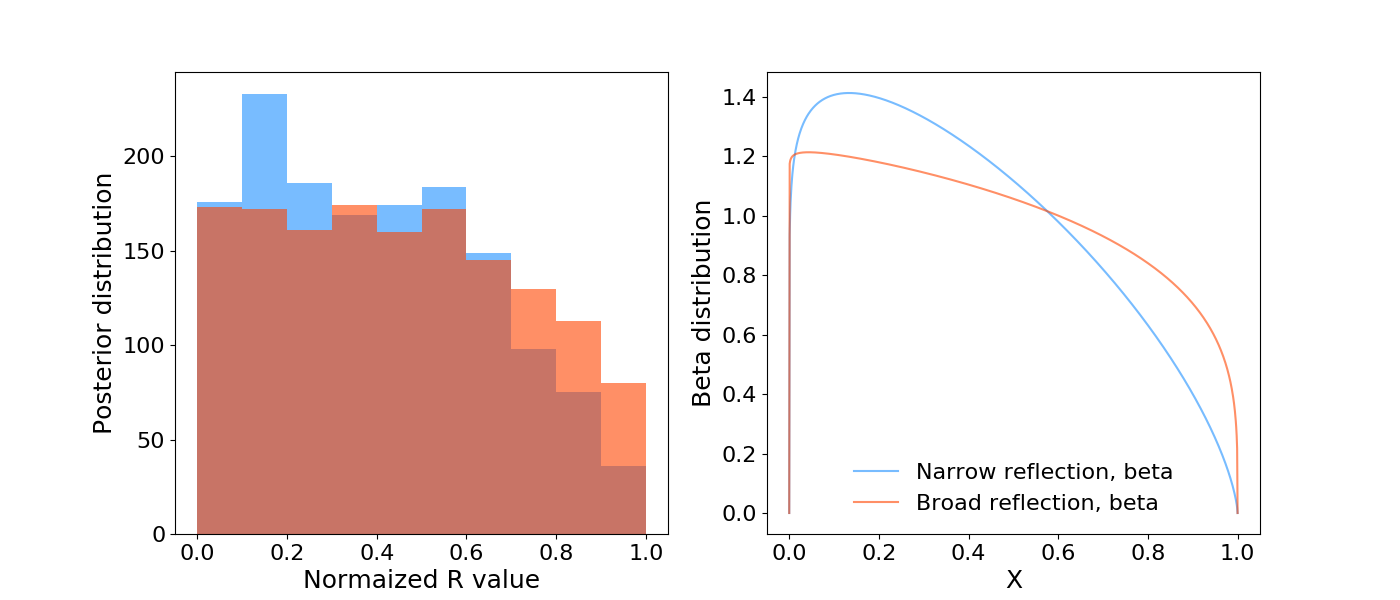 Posterior distribution
200
150
100
50
0
0.0 0.2 0.4 0.6 0.8 1.0
Normaized R value
Beta distribution
1.4
1.2
1.0
0.8
0.6
0.4
0.2
0.0
Narrow reflection, beta
Broad reflection, beta
0.0 0.2 0.4 0.6 0.8 1.0
X